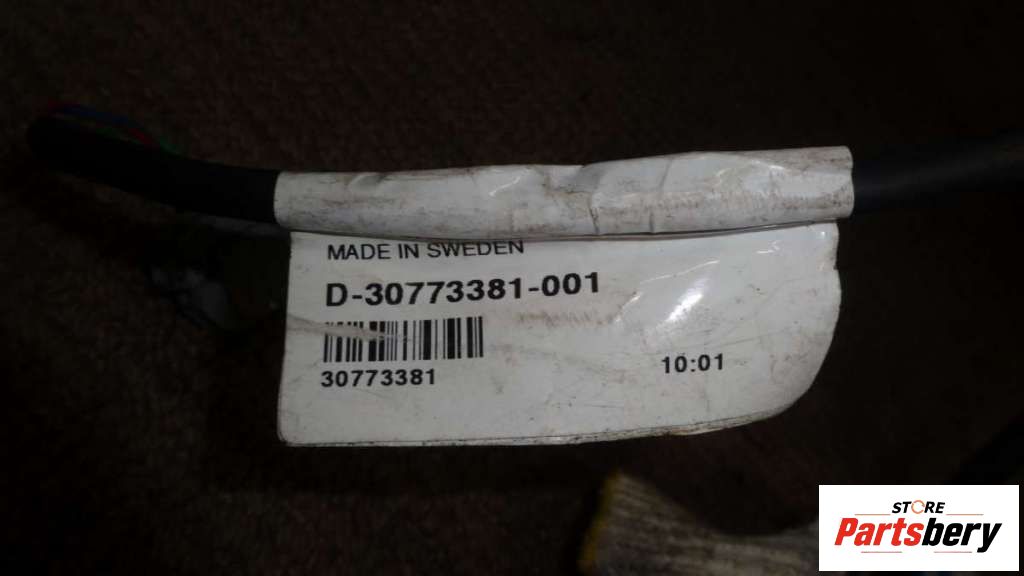 MADE IN SWEDEN
D-30773381-001
30773381
10:01
STORE
Partsbery